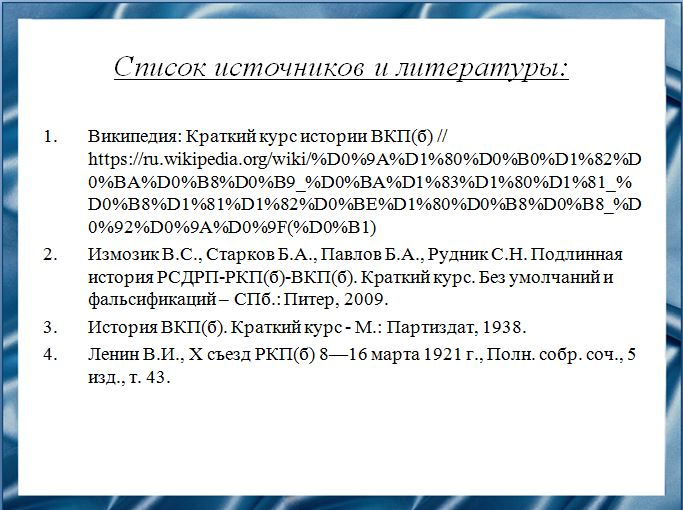 Список источников и литературы:
1. Википедия: Краткий курс истории ВКП(б) //
https://ru.wikipedia.org/wiki/%D0%9A%D1%80%D0%B0%D1%82%D
0%BA%D0%B8%D0%B9_%D0%BA%D1%83%D1%80%D1%81_%
D0%B8%D1%81%D1%82%D0%BE%D1%80%D0%B8%D0%B8_%D
0%92%D0%9A%D0%9F(%D0%B1)
2. Измозик В.С., Старков Б.А., Павлов Б.А., Рудник С.Н. Подлинная
история РСДРП-РКП(б)-ВКП(б). Краткий курс. Без умолчаний и
фальсификаций – СПб.: Питер, 2009.
3. История ВКП(б). Краткий курс - М.: Партиздат, 1938.
4. Ленин В.И., X съезд РКП(б) 8—16 марта 1921 г., Полн. собр. соч., 5
изд., т. 43.